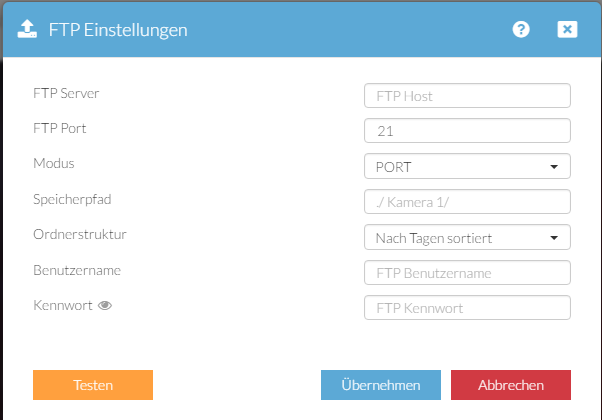 FTP Einstellungen
FTP Server FTP Host
FTP Port 21
Modus PORT
Speicherpfad ./ Kamera 1/
Ordnerstruktur Nach Tagen sortiert
Benutzername FTP Benutzername
Kennwort FTP Kennwort
Testen Übernehmen Abbrechen